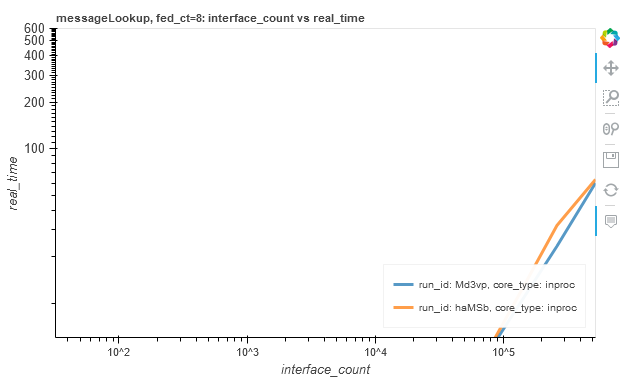 messageLookup, fed_ct=8: interface_count vs real_time
600
500
400
300
200
100
real_time
run_id: Md3vp, core_type: inproc
run_id: haMSb, core_type: inproc
10^2
10^3
10^4
10^5
interface_count